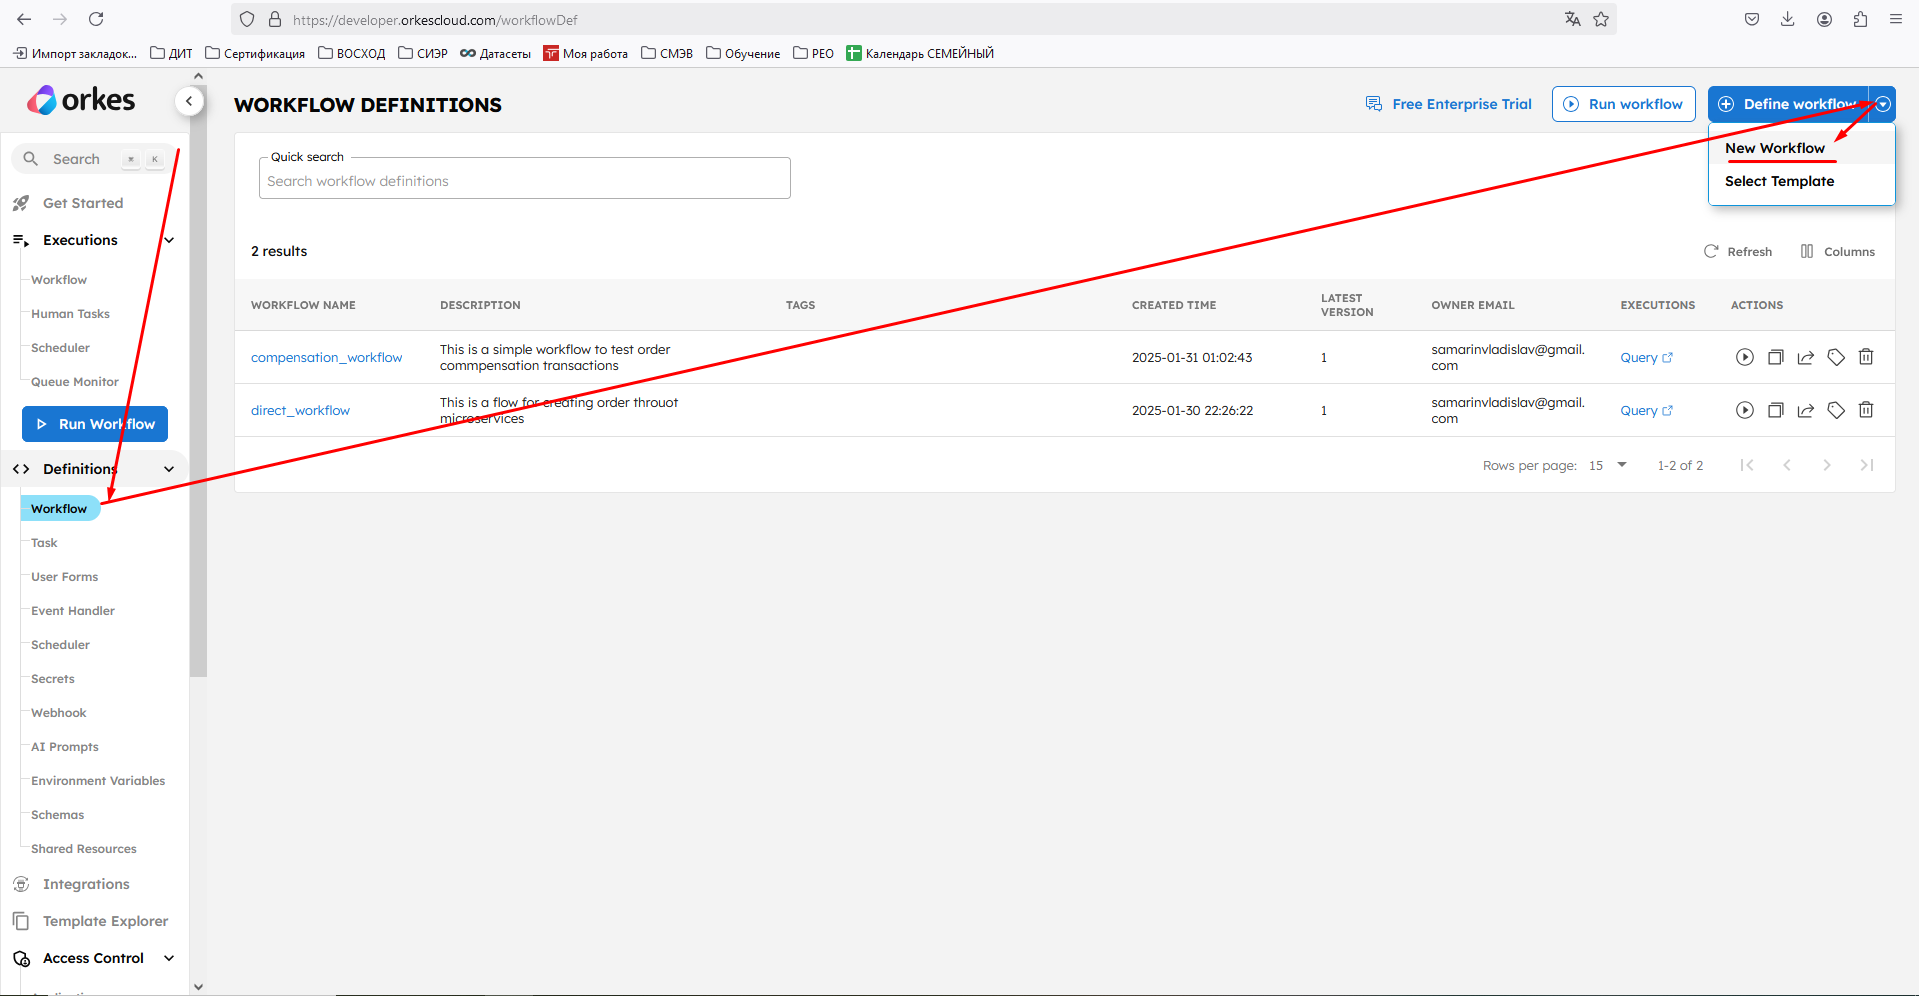 https://developer.orkescloud.com/workflowDef
Импорт закладок... ДИТ Сертификация ВОСХОД СИЭР Датасеты Моя работа СМЭВ Обучение РЕО Календарь СЕМЕЙНЫЙ
orkes
WORKFLOW DEFINITIONS
Free Enterprise Trial
Run workflow
Define workflow
New Workflow
Select Template
Search ⌘ K
Get Started
Executions
Workflow
Human Tasks
Scheduler
Queue Monitor
Run Workflow
Definitions
Workflow
Task
User Forms
Event Handler
Scheduler
Secrets
Webhook
AI Prompts
Environment Variables
Schemas
Shared Resources
Integrations
Template Explorer
Access Control
Quick search
Search workflow definitions
2 results
Refresh
Columns
WORKFLOW NAME DESCRIPTION TAGS CREATED TIME LATEST VERSION OWNER EMAIL EXECUTIONS ACTIONS
compensation_workflow
This is a simple workflow to test order
commpensation transactions
2025-01-31 01:02:43
1
samarinvladislav@gmail.
com
Query
direct_workflow
This is a flow for creating order throuot
microservices
2025-01-30 22:26:22
1
samarinvladislav@gmail.
com
Query
Rows per page: 15 1-2 of 2